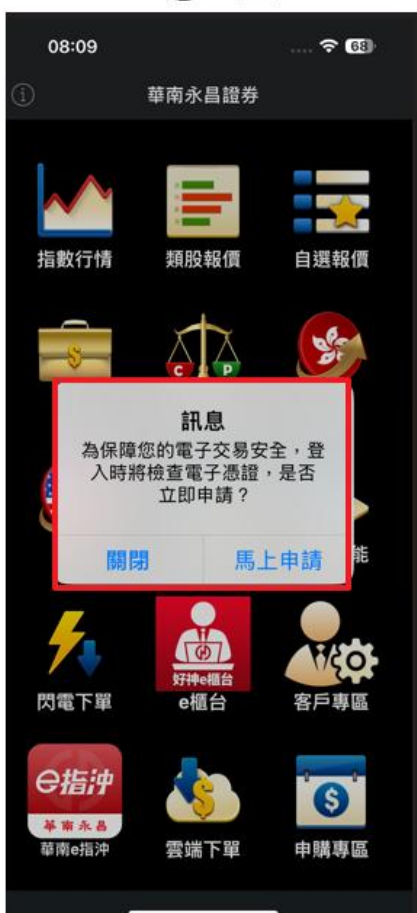 08:09
68
華南永昌證券
指數行情
類股報價
自選報價
C P
訊息
為保障您的電子交易安全，登
入時將檢查電子憑證，是否
立即申請？
關閉
馬上申請
能
好神e櫃台
閃電下單
e櫃台
客戶專區
e指沖
華南永昌
華南e指沖
雲端下單
申購專區